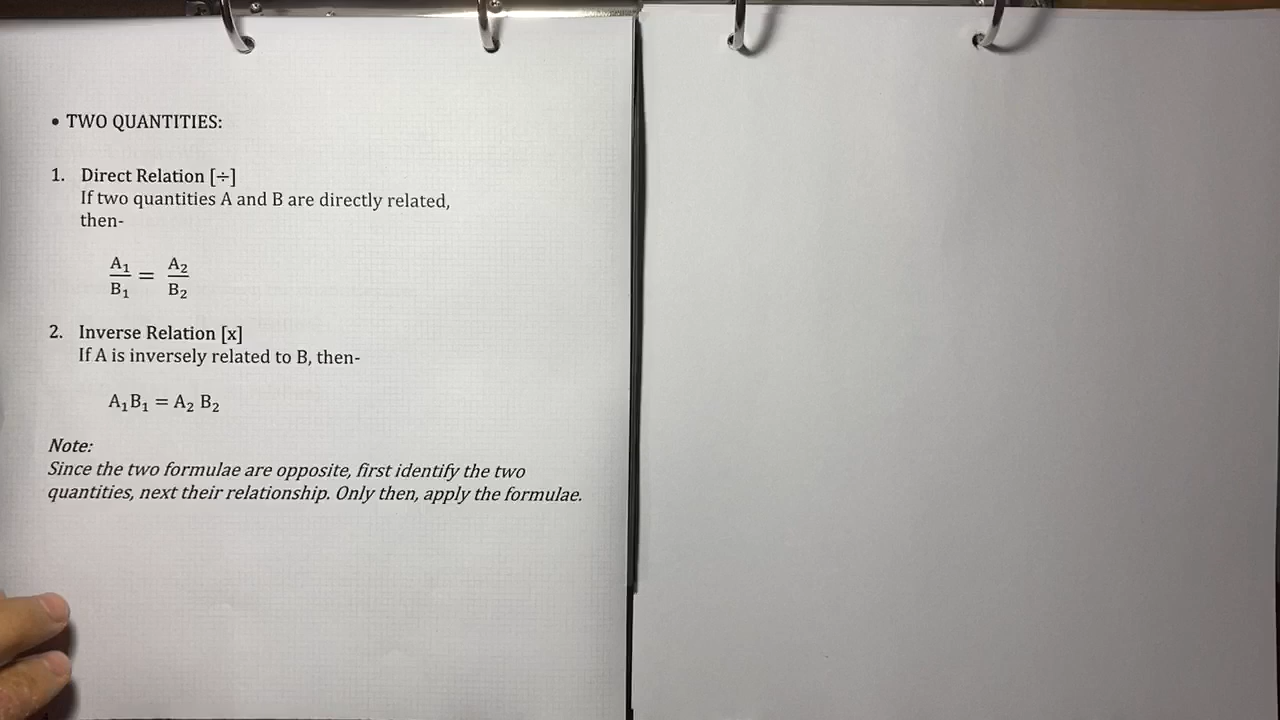 • TWO QUANTITIES:
1. Direct Relation [÷]
If two quantities A and B are directly related,
then-
A₁/B₁ = A₂/B₂
2. Inverse Relation [x]
If A is inversely related to B, then-
A₁B₁ = A₂ B₂
Note:
Since the two formulae are opposite, first identify the two
quantities, next their relationship. Only then, apply the formulae.